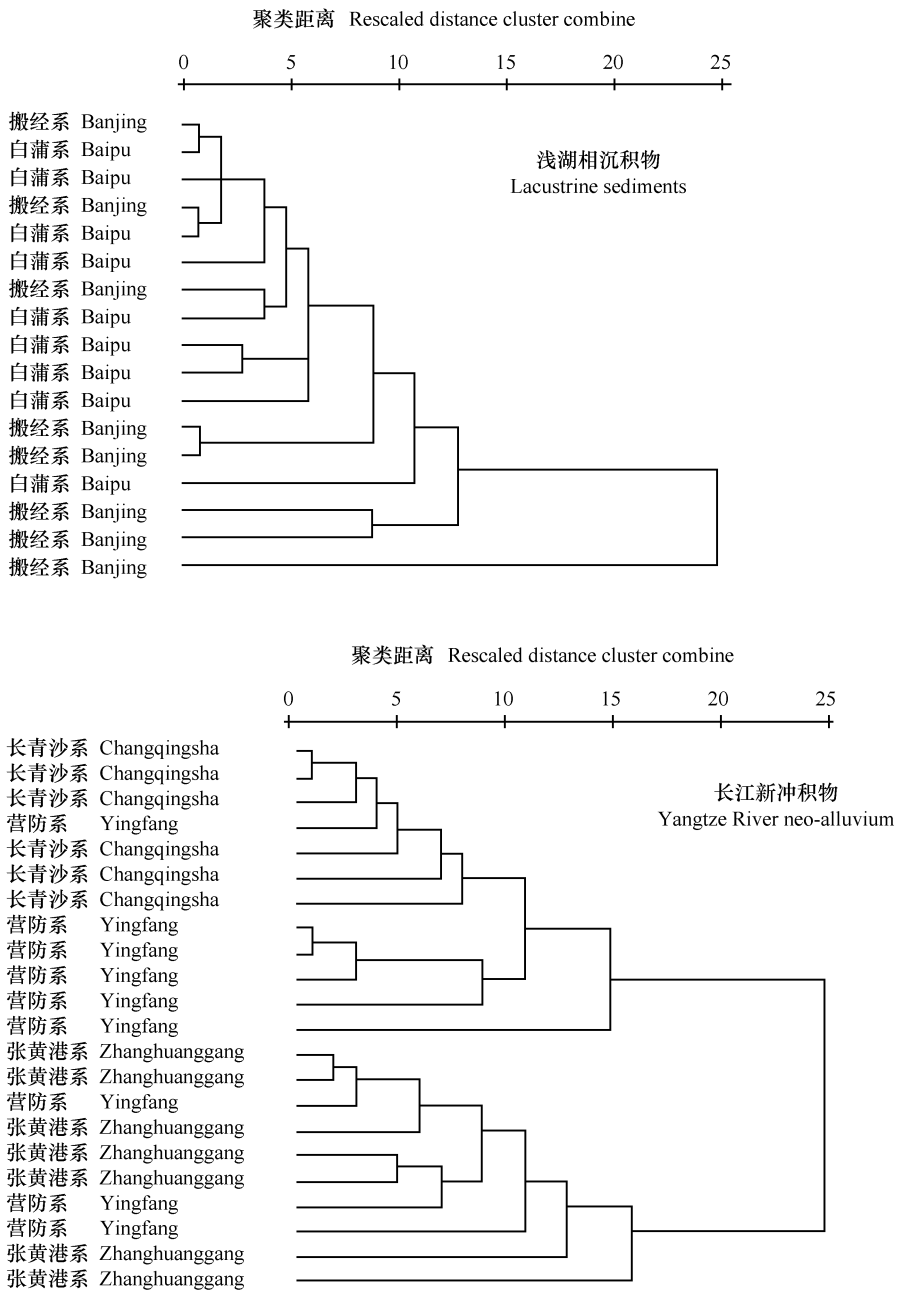 聚类距离 Rescaled distance cluster combine
0 5 10 15 20 25
搬经系 Banjing
白蒲系 Baipu
白蒲系 Baipu
搬经系 Banjing
白蒲系 Baipu
白蒲系 Baipu
搬经系 Banjing
白蒲系 Baipu
白蒲系 Baipu
白蒲系 Baipu
白蒲系 Baipu
搬经系 Banjing
搬经系 Banjing
白蒲系 Baipu
搬经系 Banjing
搬经系 Banjing
搬经系 Banjing
浅湖相沉积物
Lacustrine sediments
聚类距离 Rescaled distance cluster combine
0 5 10 15 20 25
长青沙系 Changqingsha
长青沙系 Changqingsha
长青沙系 Changqingsha
营防系 Yingfang
长青沙系 Changqingsha
长青沙系 Changqingsha
长青沙系 Changqingsha
营防系 Yingfang
营防系 Yingfang
营防系 Yingfang
营防系 Yingfang
营防系 Yingfang
张黄港系 Zhanghuanggang
张黄港系 Zhanghuanggang
营防系 Yingfang
张黄港系 Zhanghuanggang
张黄港系 Zhanghuanggang
张黄港系 Zhanghuanggang
营防系 Yingfang
营防系 Yingfang
张黄港系 Zhanghuanggang
张黄港系 Zhanghuanggang
长江新冲积物
Yangtze River neo-alluvium